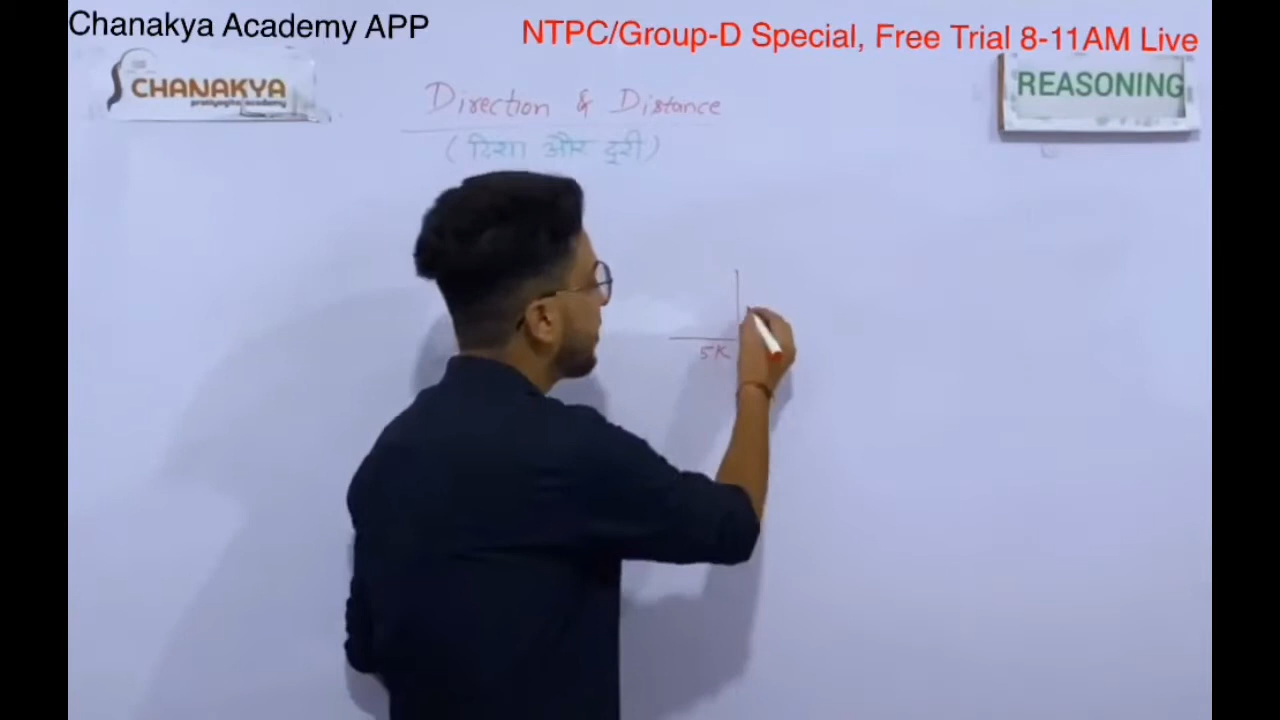 Chanakya Academy APP
NTPC/Group-D Special, Free Trial 8-11AM Live
CHANAKYA
pratiyogita academy
REASONING
Direction & Distance
(दिशा और दूरी)
5K